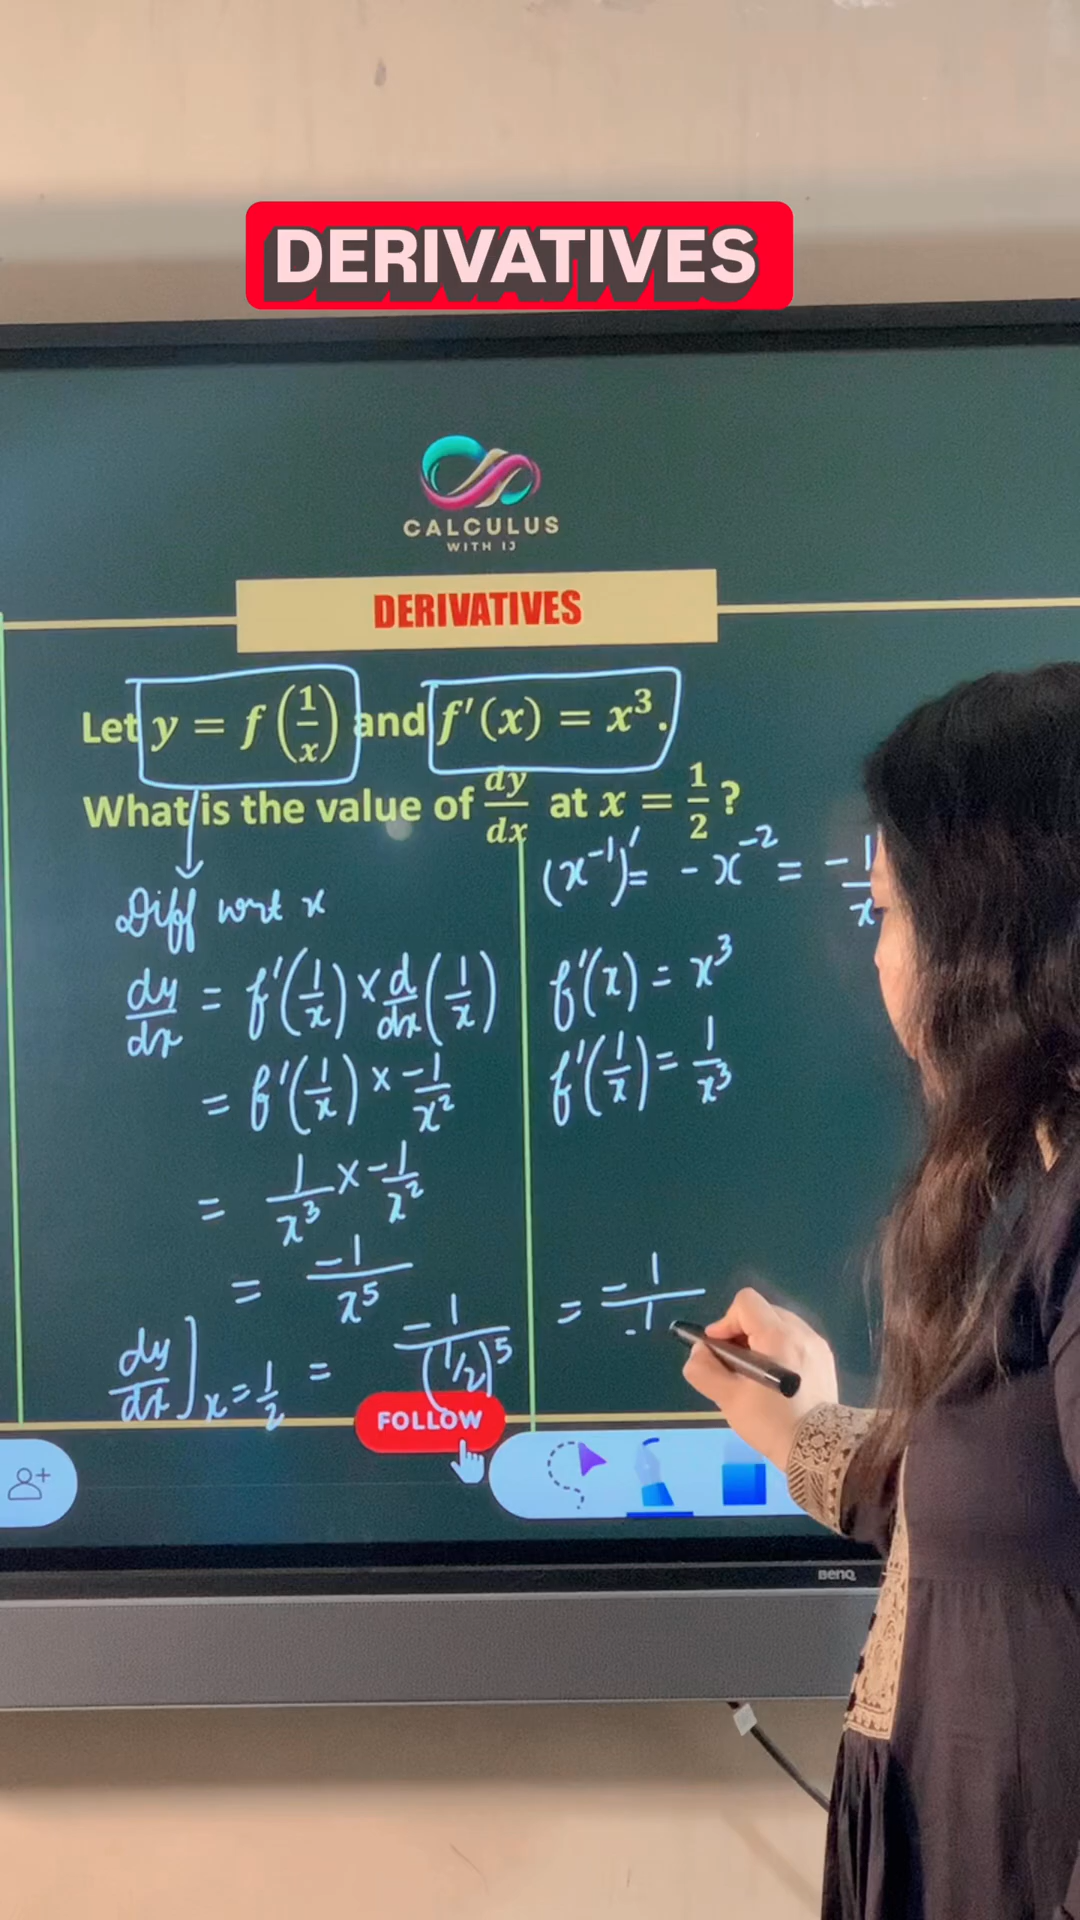 DERIVATIVES
CALCULUS
WITH IJ
DERIVATIVES
Let y = f(1/x) and f'(x) = x³.
What is the value of dy/dx at x = 1/2 ?
Diff wrt x
dy/dx = f'(1/x) × d/dx (1/x)
= f'(1/x) × -1/x²
= 1/x³ × -1/x²
= -1/x⁵
dy/dx]x=1/2 = -1/(1/2)⁵
(x⁻¹)' = -x⁻² = -1/x
f'(x) = x³
f'(1/x) = 1/x³
= -1/1
FOLLOW
BenQ